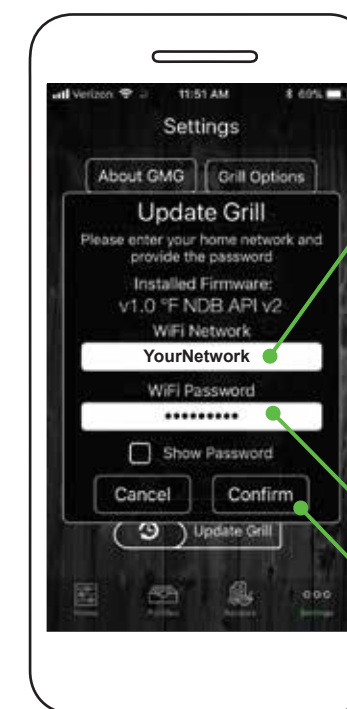 Verizon 11:51 AM 69%
Settings
About GMG Grill Options
Update Grill
Please enter your home network and
provide the password
Installed Firmware:
v1.0 °F NDB API v2
WiFi Network
YourNetwork
WiFi Password
•••••••••
Show Password
Cancel Confirm
Update Grill
Settings